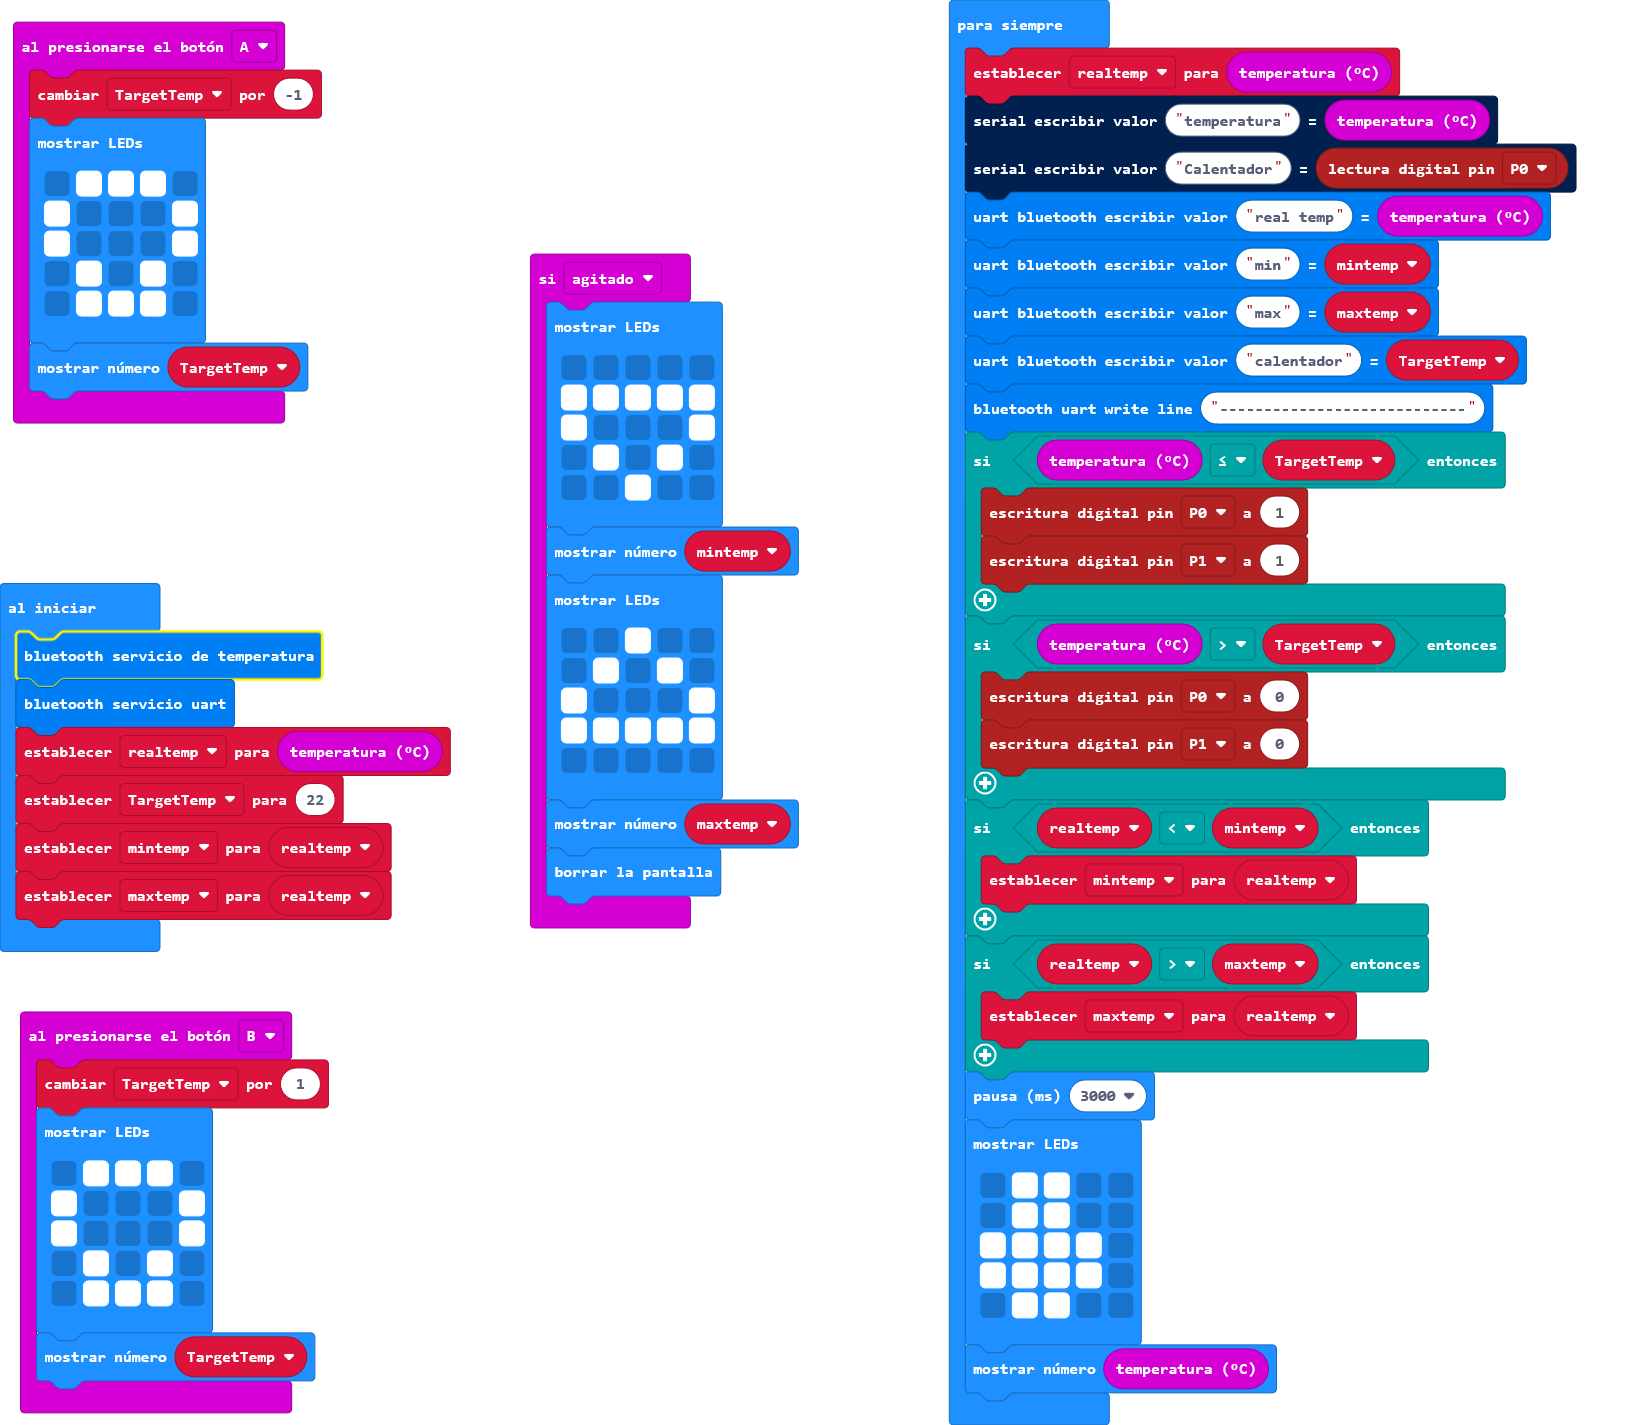 al presionarse el botón A
cambiar TargetTemp por -1
mostrar LEDs
mostrar número TargetTemp
al iniciar
bluetooth servicio de temperatura
bluetooth servicio uart
establecer realtemp para temperatura (ºC)
establecer TargetTemp para 22
establecer mintemp para realtemp
establecer maxtemp para realtemp
al presionarse el botón B
cambiar TargetTemp por 1
mostrar LEDs
mostrar número TargetTemp
si agitado
mostrar LEDs
mostrar número mintemp
mostrar LEDs
mostrar número maxtemp
borrar la pantalla
para siempre
establecer realtemp para temperatura (ºC)
serial escribir valor "temperatura" = temperatura (ºC)
serial escribir valor "Calentador" = lectura digital pin P0
uart bluetooth escribir valor "real temp" = temperatura (ºC)
uart bluetooth escribir valor "min" = mintemp
uart bluetooth escribir valor "max" = maxtemp
uart bluetooth escribir valor "calentador" = TargetTemp
bluetooth uart write line "----------------------------"
si temperatura (ºC) ≤ TargetTemp entonces
escritura digital pin P0 a 1
escritura digital pin P1 a 1
si temperatura (ºC) > TargetTemp entonces
escritura digital pin P0 a 0
escritura digital pin P1 a 0
si realtemp < mintemp entonces
establecer mintemp para realtemp
si realtemp > maxtemp entonces
establecer maxtemp para realtemp
pausa (ms) 3000
mostrar LEDs
mostrar número temperatura (ºC)